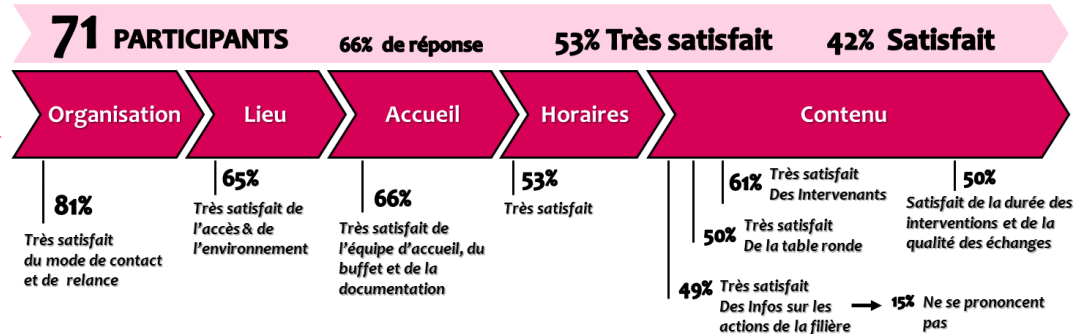 71 PARTICIPANTS 66% de réponse 53% Très satisfait 42% Satisfait
Organisation Lieu Accueil Horaires Contenu
81%
Très satisfait
du mode de contact
et de relance
65%
Très satisfait de
l'accès & de
l'environnement
66%
Très satisfait de
l'équipe d'accueil, du
buffet et de la
documentation
53%
Très satisfait
61% Très satisfait
Des Intervenants
50% Très satisfait
De la table ronde
49% Très satisfait
Des Infos sur les
actions de la filière
15% Ne se prononcent
pas
50%
Satisfait de la durée des
interventions et de la
qualité des échanges